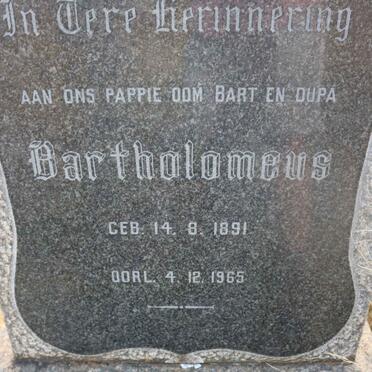 In Tere Herinnering
AAN ONS PAPPIE OOM BART EN OUPA
Bartholomeus
GEB. 14. 8. 1891
OORL. 4. 12. 1965